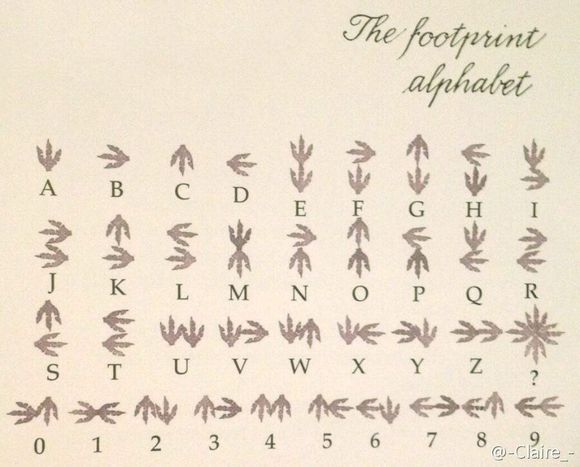 The footprint
alphabet
A B C D E F G H I
J K L M N O P Q R
S T U V W X Y Z ?
0 1 2 3 4 5 6 7 8 9
@-Claire_-